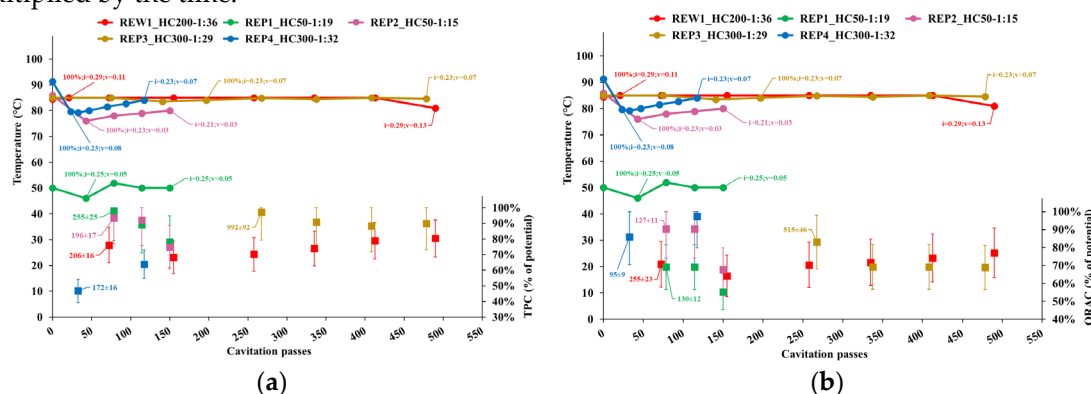 multiplied by the time.
REW1_HC200-1:36 REP1_HC50-1:19 REP2_HC50-1:15
REP3_HC300-1:29 REP4_HC300-1:32
Temperature (°C)
100
90
80
70
60
50
40
30
20
10
0
100%;i=0.29;v=0.11
i=0.23;v=0.07
100%;i=0.23;v=0.07
i=0.23;v=0.07
100%;i=0.23;v=0.03
i=0.21;v=0.03
i=0.29;v=0.13
100%;i=0.23;v=0.08
100%;i=0.25;v=0.05
i=0.25;v=0.05
255±25
196±17
206±16
172±16
992±92
100%
90%
80%
70%
60%
50%
40%
30%
TPC (% of potential)
0 50 100 150 200 250 300 350 400 450 500 550
Cavitation passes
(a)
REW1_HC200-1:36 REP1_HC50-1:19 REP2_HC50-1:15
REP3_HC300-1:29 REP4_HC300-1:32
Temperature (°C)
100
90
80
70
60
50
40
30
20
10
0
100%;i=0.29;v=0.11
i=0.23;v=0.07
100%;i=0.23;v=0.07
i=0.23;v=0.07
100%;i=0.23;v=0.03
i=0.21;v=0.03
i=0.29;v=0.13
100%;i=0.23;v=0.08
100%;i=0.25;v=0.05
i=0.25;v=0.05
127±11
95±9
255±23
130±12
515±46
100%
90%
80%
70%
60%
50%
40%
ORAC (% of potential)
0 50 100 150 200 250 300 350 400 450 500 550
Cavitation passes
(b)